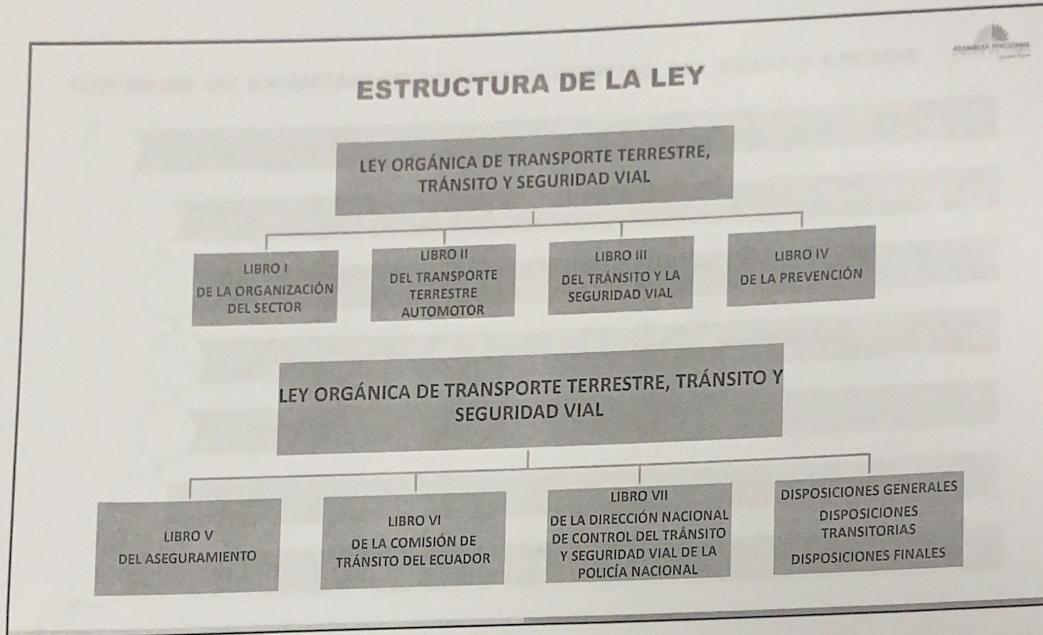 ASAMBLEA NACIONAL
ESTRUCTURA DE LA LEY
LEY ORGÁNICA DE TRANSPORTE TERRESTRE,
TRÁNSITO Y SEGURIDAD VIAL
LIBRO I
DE LA ORGANIZACIÓN
DEL SECTOR
LIBRO II
DEL TRANSPORTE
TERRESTRE
AUTOMOTOR
LIBRO III
DEL TRÁNSITO Y LA
SEGURIDAD VIAL
LIBRO IV
DE LA PREVENCIÓN
LEY ORGÁNICA DE TRANSPORTE TERRESTRE, TRÁNSITO Y
SEGURIDAD VIAL
LIBRO V
DEL ASEGURAMIENTO
LIBRO VI
DE LA COMISIÓN DE
TRÁNSITO DEL ECUADOR
LIBRO VII
DE LA DIRECCIÓN NACIONAL
DE CONTROL DEL TRÁNSITO
Y SEGURIDAD VIAL DE LA
POLICÍA NACIONAL
DISPOSICIONES GENERALES
DISPOSICIONES
TRANSITORIAS
DISPOSICIONES FINALES